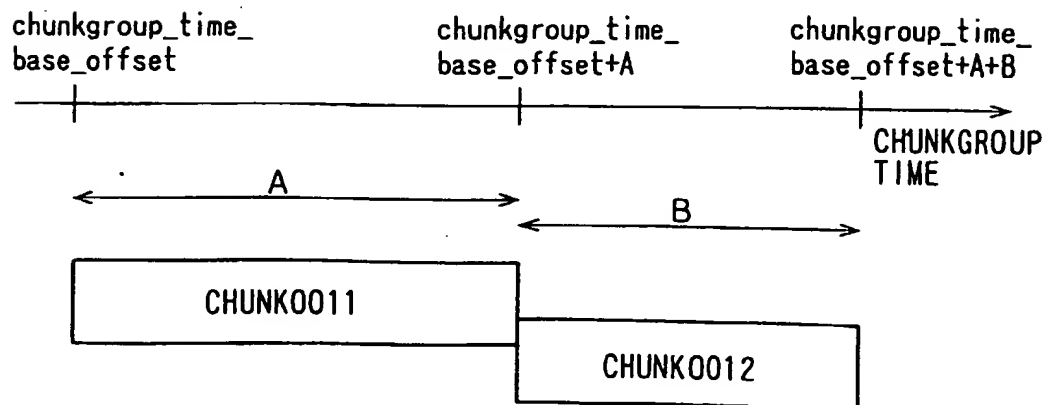 chunkgroup_time_
base_offset
chunkgroup_time_
base_offset+A
chunkgroup_time_
base_offset+A+B
CHUNKGROUP
TIME
A
B
CHUNK0011
CHUNK0012